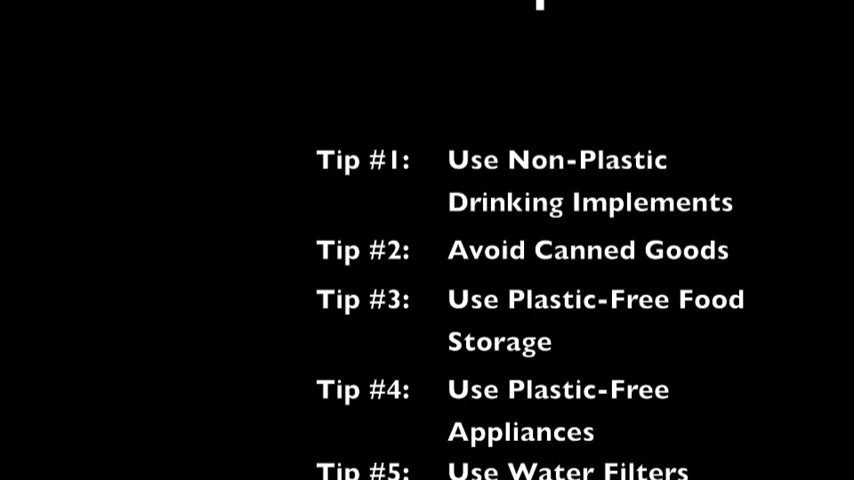 Tip #1: Use Non-Plastic
Drinking Implements
Tip #2: Avoid Canned Goods
Tip #3: Use Plastic-Free Food
Storage
Tip #4: Use Plastic-Free
Appliances
Tip #5: Use Water Filters